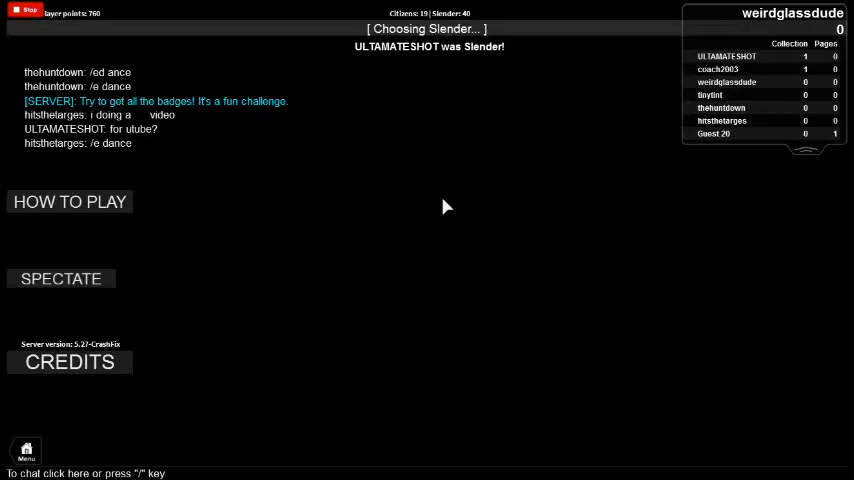 Stop
layer points: 760
Citizens: 19 | Slender: 40
[ Choosing Slender... ]
ULTAMATESHOT was Slender!
weirdglassdude
0
Collection Pages
ULTAMATESHOT 1 0
coach2003 1 0
weirdglassdude 0 0
tinytint 0 0
thehuntdown 0 0
hitsthetarges 0 0
Guest 20 0 1
thehuntdown: /ed ance
thehuntdown: /e dance
[SERVER]: Try to get all the badges! It's a fun challenge.
hitsthetarges: i doing a video
ULTAMATESHOT: for utube?
hitsthetarges: /e dance
HOW TO PLAY
SPECTATE
Server version: 5.27-CrashFix
CREDITS
Menu
To chat click here or press "/" key